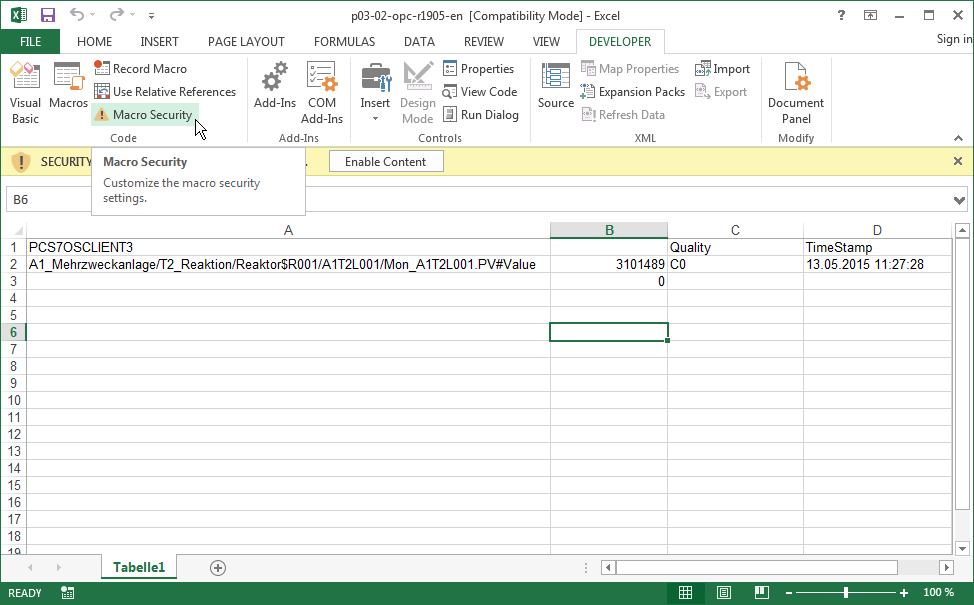 p03-02-opc-r1905-en [Compatibility Mode] - Excel
?
FILE HOME INSERT PAGE LAYOUT FORMULAS DATA REVIEW VIEW DEVELOPER Sign in
Visual Basic
Macros
Record Macro
Use Relative References
Macro Security
Code
Add-Ins
COM Add-Ins
Add-Ins
Insert
Design Mode
Properties
View Code
Run Dialog
Controls
Source
Map Properties
Expansion Packs
Refresh Data
Import
Export
XML
Document Panel
Modify
SECURITY
Enable Content
Macro Security
Customize the macro security
settings.
B6
A B C D
1 PCS7OSCLIENT3 Quality TimeStamp
2 A1_Mehrzweckanlage/T2_Reaktion/Reaktor$R001/A1T2L001/Mon_A1T2L001.PV#Value 3101489 C0 13.05.2015 11:27:28
3 0
4
5
6
7
8
9
10
11
12
13
14
15
16
17
18
19
Tabelle1
READY
100 %